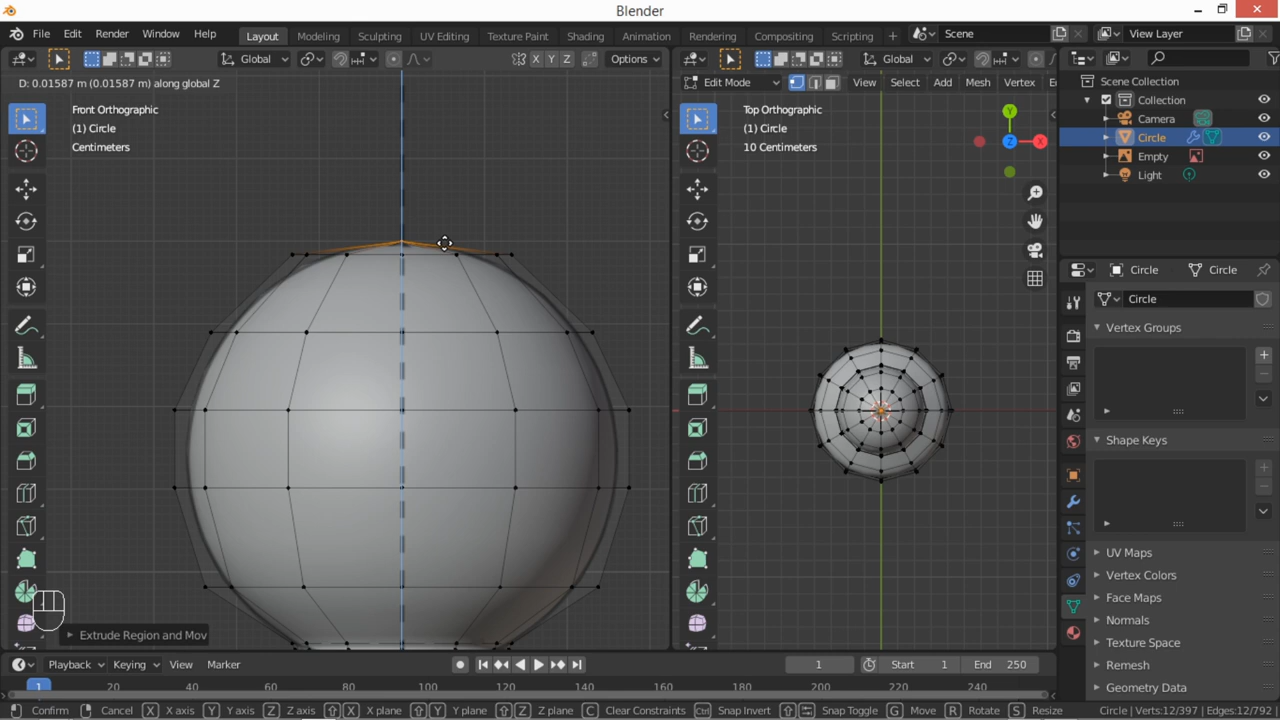 Blender
File Edit Render Window Help Layout Modeling Sculpting UV Editing Texture Paint Shading Animation Rendering Compositing Scripting + Scene View Layer
Global X Y Z Options Global
D: 0.01587 m (0.01587 m) along global Z Edit Mode View Select Add Mesh Vertex E
Front Orthographic
(1) Circle
Centimeters
Top Orthographic
(1) Circle
10 Centimeters
Y
X
Z
Scene Collection
Collection
Camera
Circle
Empty
Light
Circle Circle
Circle
Vertex Groups
Shape Keys
UV Maps
Vertex Colors
Face Maps
Normals
Texture Space
Remesh
Geometry Data
Extrude Region and Mov
Playback Keying View Marker 1 Start 1 End 250
1 20 40 60 80 100 120 140 160 180 200 220 240
Confirm Cancel X X axis Y Y axis Z Z axis X X plane Y Y plane Z Z plane C Clear Constraints Ctrl Snap Invert Snap Toggle G Move R Rotate S Resize Circle | Verts:12/397 | Edges:12/792